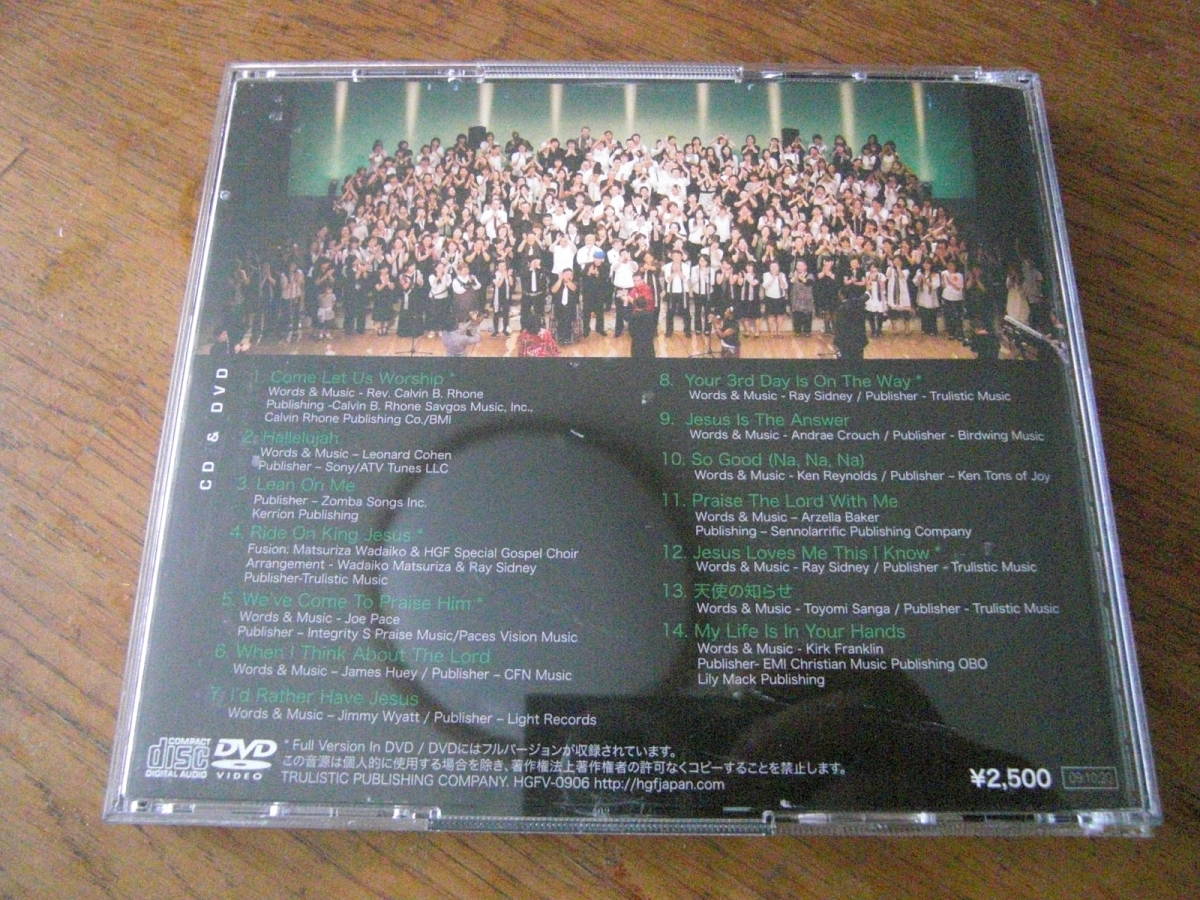 CD & DVD
1. Come Let Us Worship *
Words & Music - Rev. Calvin B. Rhone
Publishing -Calvin B. Rhone Savgos Music, Inc.,
Calvin Rhone Publishing Co./BMI
2. Hallelujah
Words & Music – Leonard Cohen
Publisher – Sony/ATV Tunes LLC
3. Lean On Me
Publisher – Zomba Songs Inc.
Kerrion Publishing
4. Ride On King Jesus *
Fusion: Matsuriza Wadaiko & HGF Special Gospel Choir
Arrangement - Wadaiko Matsuriza & Ray Sidney
Publisher-Trulistic Music
5. We've Come To Praise Him *
Words & Music - Joe Pace
Publisher – Integrity S Praise Music/Paces Vision Music
6. When I Think About The Lord
Words & Music – James Huey / Publisher – CFN Music
7. I'd Rather Have Jesus
Words & Music – Jimmy Wyatt / Publisher – Light Records
8. Your 3rd Day Is On The Way *
Words & Music - Ray Sidney / Publisher - Trulistic Music
9. Jesus Is The Answer
Words & Music - Andrae Crouch / Publisher - Birdwing Music
10. So Good (Na, Na, Na)
Words & Music - Ken Reynolds / Publisher – Ken Tons of Joy
11. Praise The Lord With Me
Words & Music – Arzella Baker
Publishing – Sennolarrific Publishing Company
12. Jesus Loves Me This I Know *
Words & Music – Ray Sidney / Publisher – Trulistic Music
13. 天使の知らせ
Words & Music - Toyomi Sanga / Publisher - Trulistic Music
14. My Life Is In Your Hands
Words & Music - Kirk Franklin
Publisher- EMI Christian Music Publishing OBO
Lily Mack Publishing
COMPACT disc DIGITAL AUDIO
DVD VIDEO
* Full Version In DVD / DVDにはフルバージョンが収録されています。
この音源は個人的に使用する場合を除き、著作権法上著作権者の許可なくコピーすることを禁止します。
TRULISTIC PUBLISHING COMPANY. HGFV-0906 http://hgfjapan.com
¥2,500